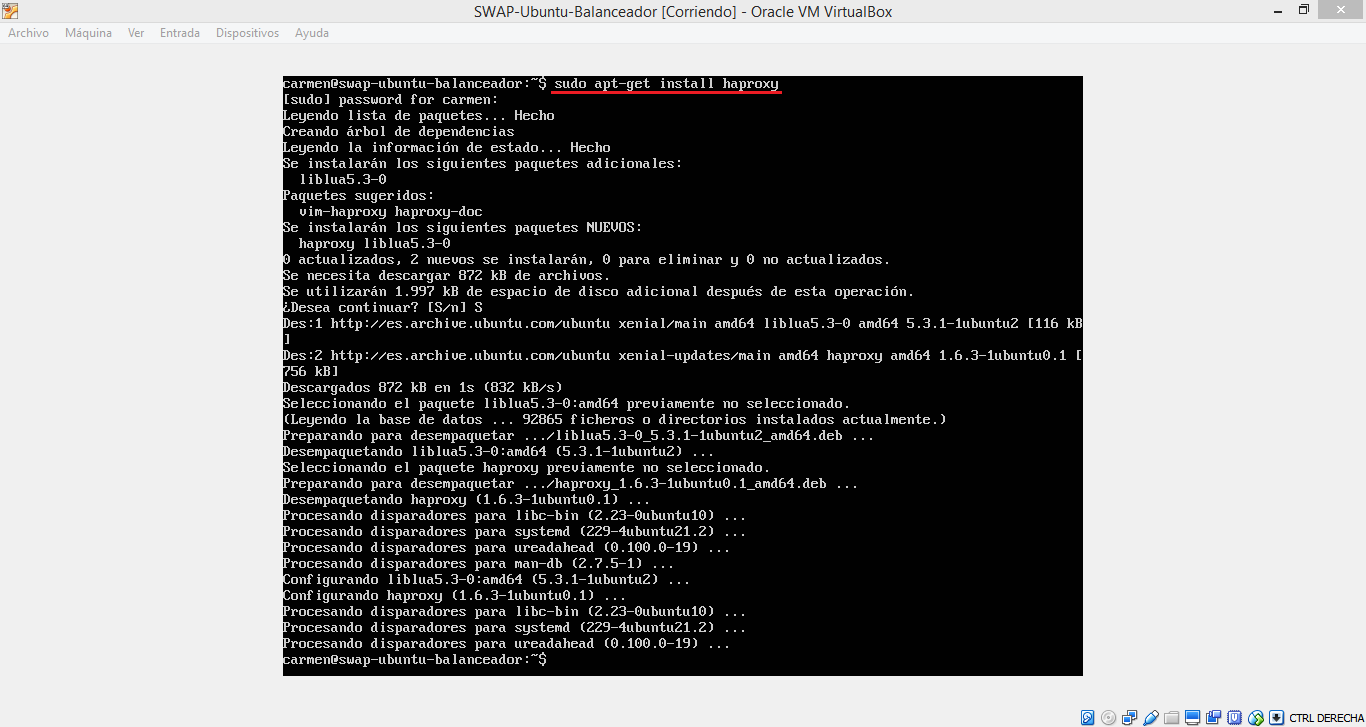 SWAP-Ubuntu-Balanceador [Corriendo] - Oracle VM VirtualBox
Archivo Máquina Ver Entrada Dispositivos Ayuda
carmen@swap-ubuntu-balanceador:~$ sudo apt-get install haproxy
[sudo] password for carmen:
Leyendo lista de paquetes... Hecho
Creando árbol de dependencias
Leyendo la información de estado... Hecho
Se instalarán los siguientes paquetes adicionales:
  liblua5.3-0
Paquetes sugeridos:
  vim-haproxy haproxy-doc
Se instalarán los siguientes paquetes NUEVOS:
  haproxy liblua5.3-0
0 actualizados, 2 nuevos se instalarán, 0 para eliminar y 0 no actualizados.
Se necesita descargar 872 kB de archivos.
Se utilizarán 1.997 kB de espacio de disco adicional después de esta operación.
¿Desea continuar? [S/n] S
Des:1 http://es.archive.ubuntu.com/ubuntu xenial/main amd64 liblua5.3-0 amd64 5.3.1-1ubuntu2 [116 kB
]
Des:2 http://es.archive.ubuntu.com/ubuntu xenial-updates/main amd64 haproxy amd64 1.6.3-1ubuntu0.1 [
756 kB]
Descargados 872 kB en 1s (832 kB/s)
Seleccionando el paquete liblua5.3-0:amd64 previamente no seleccionado.
(Leyendo la base de datos ... 92865 ficheros o directorios instalados actualmente.)
Preparando para desempaquetar .../liblua5.3-0_5.3.1-1ubuntu2_amd64.deb ...
Desempaquetando liblua5.3-0:amd64 (5.3.1-1ubuntu2) ...
Seleccionando el paquete haproxy previamente no seleccionado.
Preparando para desempaquetar .../haproxy_1.6.3-1ubuntu0.1_amd64.deb ...
Desempaquetando haproxy (1.6.3-1ubuntu0.1) ...
Procesando disparadores para libc-bin (2.23-0ubuntu10) ...
Procesando disparadores para systemd (229-4ubuntu21.2) ...
Procesando disparadores para ureadahead (0.100.0-19) ...
Procesando disparadores para man-db (2.7.5-1) ...
Configurando liblua5.3-0:amd64 (5.3.1-1ubuntu2) ...
Configurando haproxy (1.6.3-1ubuntu0.1) ...
Procesando disparadores para libc-bin (2.23-0ubuntu10) ...
Procesando disparadores para systemd (229-4ubuntu21.2) ...
Procesando disparadores para ureadahead (0.100.0-19) ...
carmen@swap-ubuntu-balanceador:~$
CTRL DERECHA